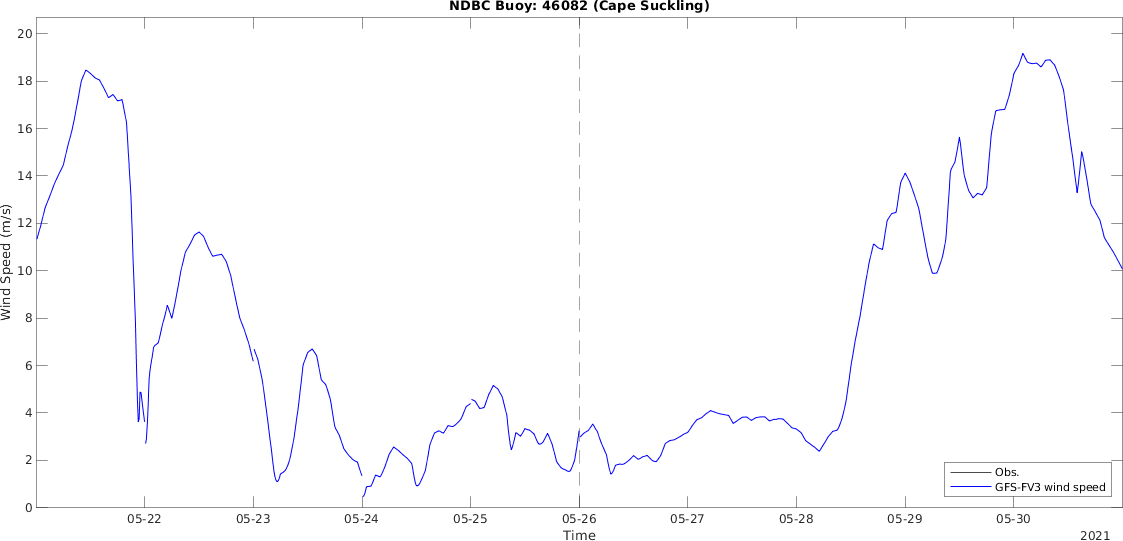 NDBC Buoy: 46082 (Cape Suckling)
Wind Speed (m/s)
20
18
16
14
12
10
8
6
4
2
0
05-22 05-23 05-24 05-25 05-26 05-27 05-28 05-29 05-30
Time
2021
Obs.
GFS-FV3 wind speed